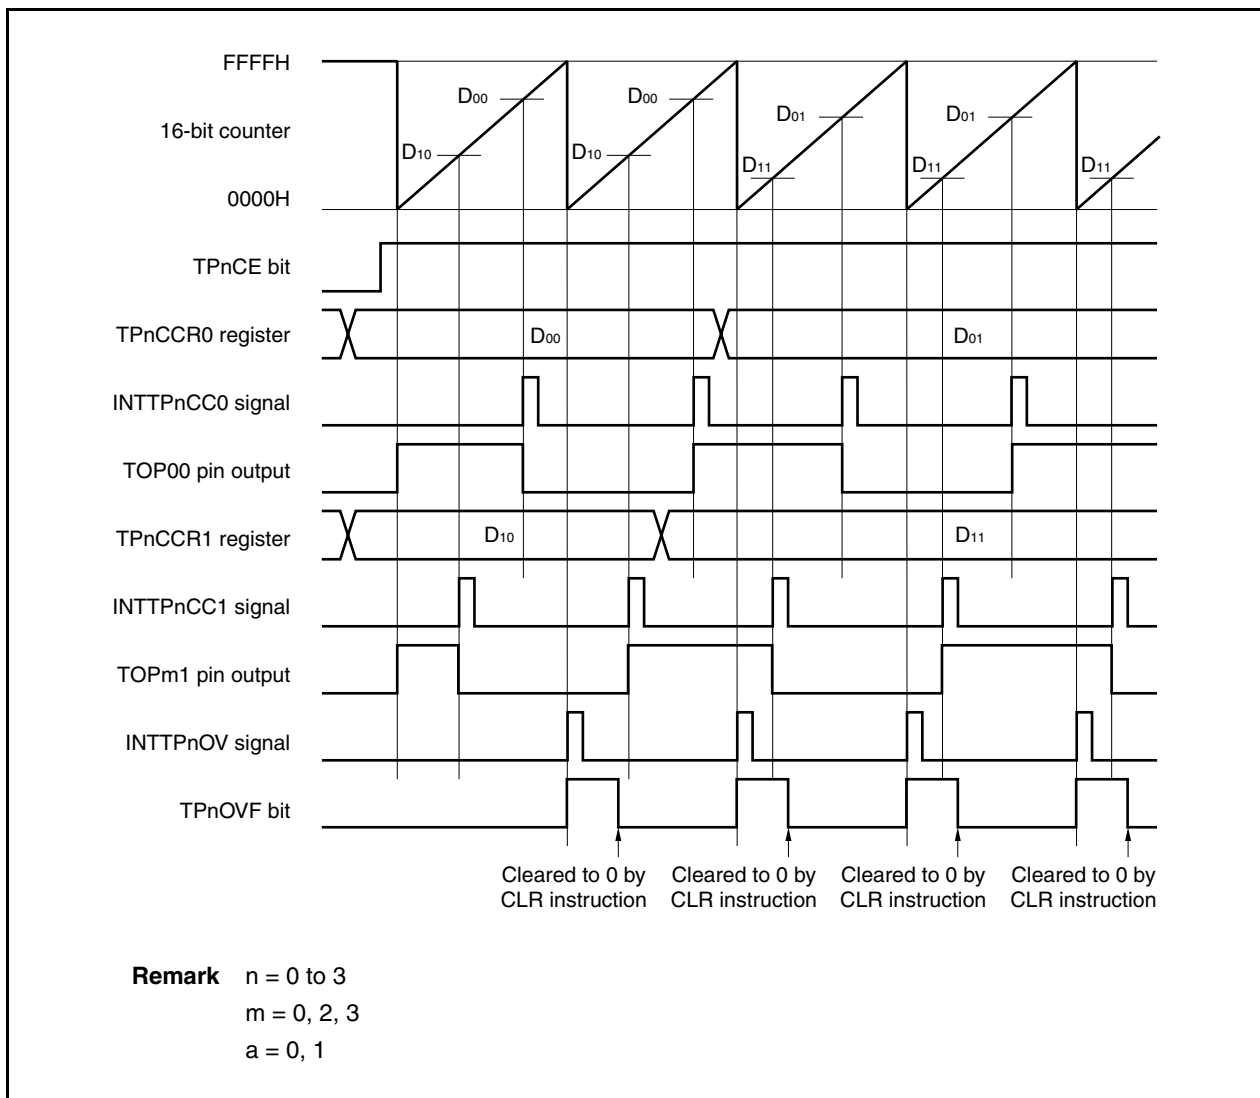 FFFFH
D00
D00
D01
D01
16-bit counter
D10
D10
D11
D11
D11
0000H
TPnCE bit
TPnCCR0 register
D00
D01
INTTPnCC0 signal
TOP00 pin output
TPnCCR1 register
D10
D11
INTTPnCC1 signal
TOPm1 pin output
INTTPnOV signal
TPnOVF bit
Cleared to 0 by
CLR instruction
Cleared to 0 by
CLR instruction
Cleared to 0 by
CLR instruction
Cleared to 0 by
CLR instruction
Remark n = 0 to 3
m = 0, 2, 3
a = 0, 1